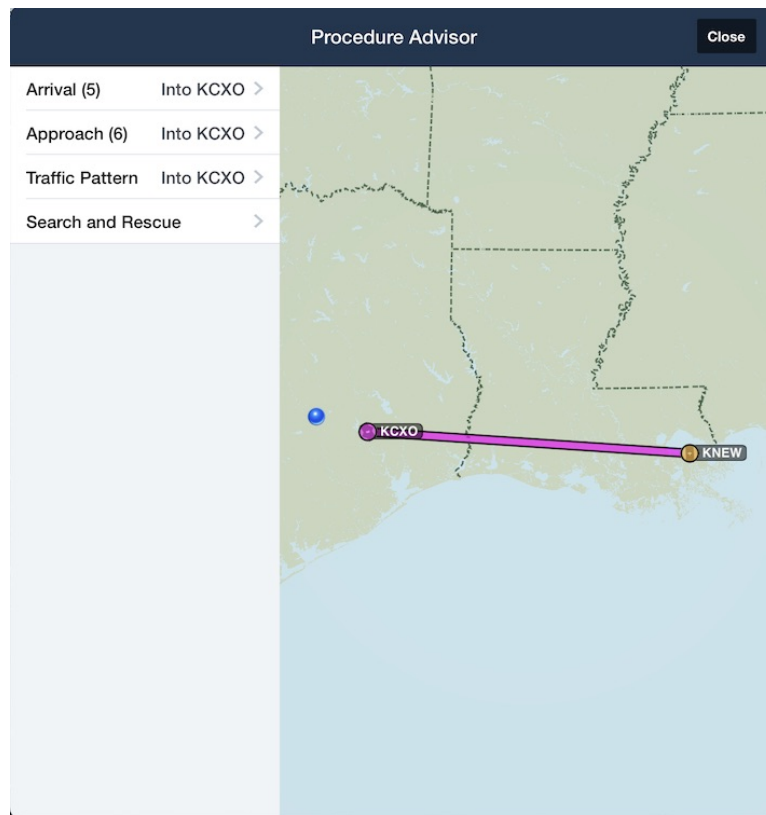 Procedure Advisor
Close
Arrival (5) Into KCXO
Approach (6) Into KCXO
Traffic Pattern Into KCXO
Search and Rescue
KCXO
KNEW